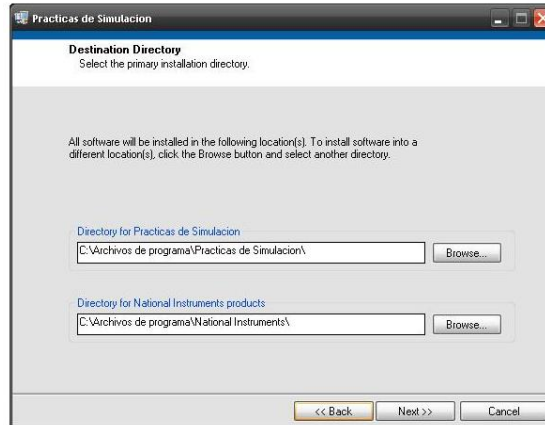 Practicas de Simulacion
Destination Directory
Select the primary installation directory.
All software will be installed in the following location(s). To install software into a
different location(s), click the Browse button and select another directory.
Directory for Practicas de Simulacion
C:\Archivos de programa\Practicas de Simulacion\
Browse...
Directory for National Instruments products
C:\Archivos de programa\National Instruments\
Browse...
<< Back
Next >>
Cancel